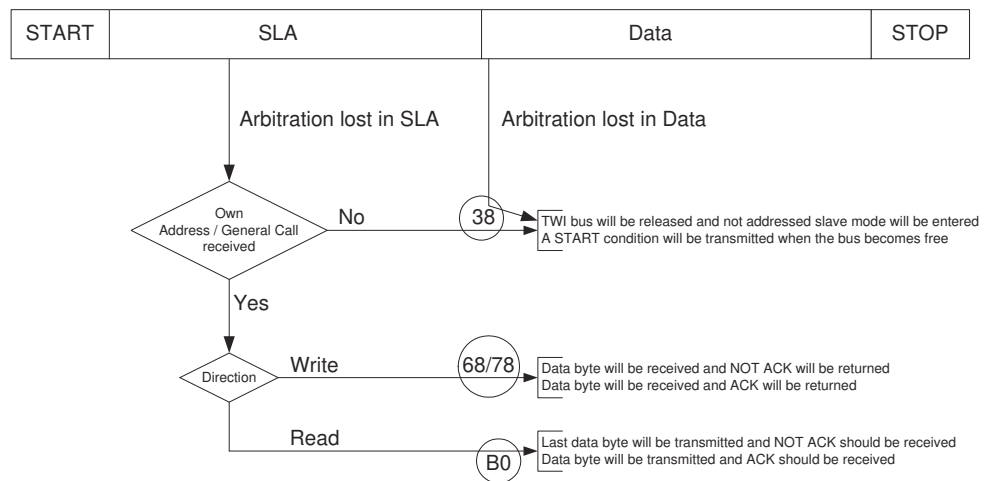 START SLA Data STOP
Arbitration lost in SLA Arbitration lost in Data
Own
Address / General Call
received
No
38
TWI bus will be released and not addressed slave mode will be entered
A START condition will be transmitted when the bus becomes free
Yes
Direction
Write
68/78
Data byte will be received and NOT ACK will be returned
Data byte will be received and ACK will be returned
Read
B0
Last data byte will be transmitted and NOT ACK should be received
Data byte will be transmitted and ACK should be received